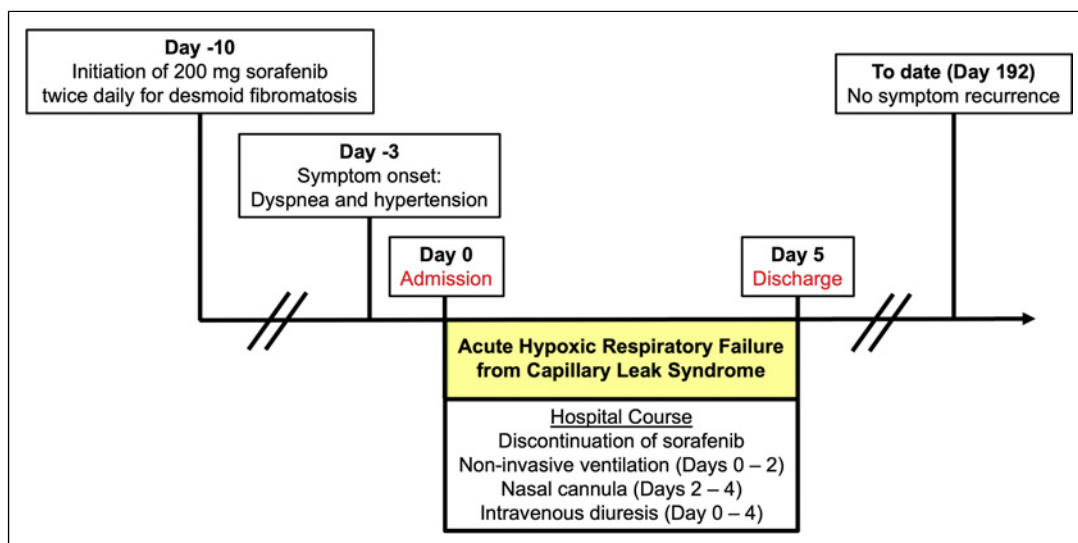 Day -10
Initiation of 200 mg sorafenib
twice daily for desmoid fibromatosis
Day -3
Symptom onset:
Dyspnea and hypertension
Day 0
Admission
Day 5
Discharge
To date (Day 192)
No symptom recurrence
Acute Hypoxic Respiratory Failure
from Capillary Leak Syndrome
Hospital Course
Discontinuation of sorafenib
Non-invasive ventilation (Days 0 – 2)
Nasal cannula (Days 2 – 4)
Intravenous diuresis (Day 0 – 4)